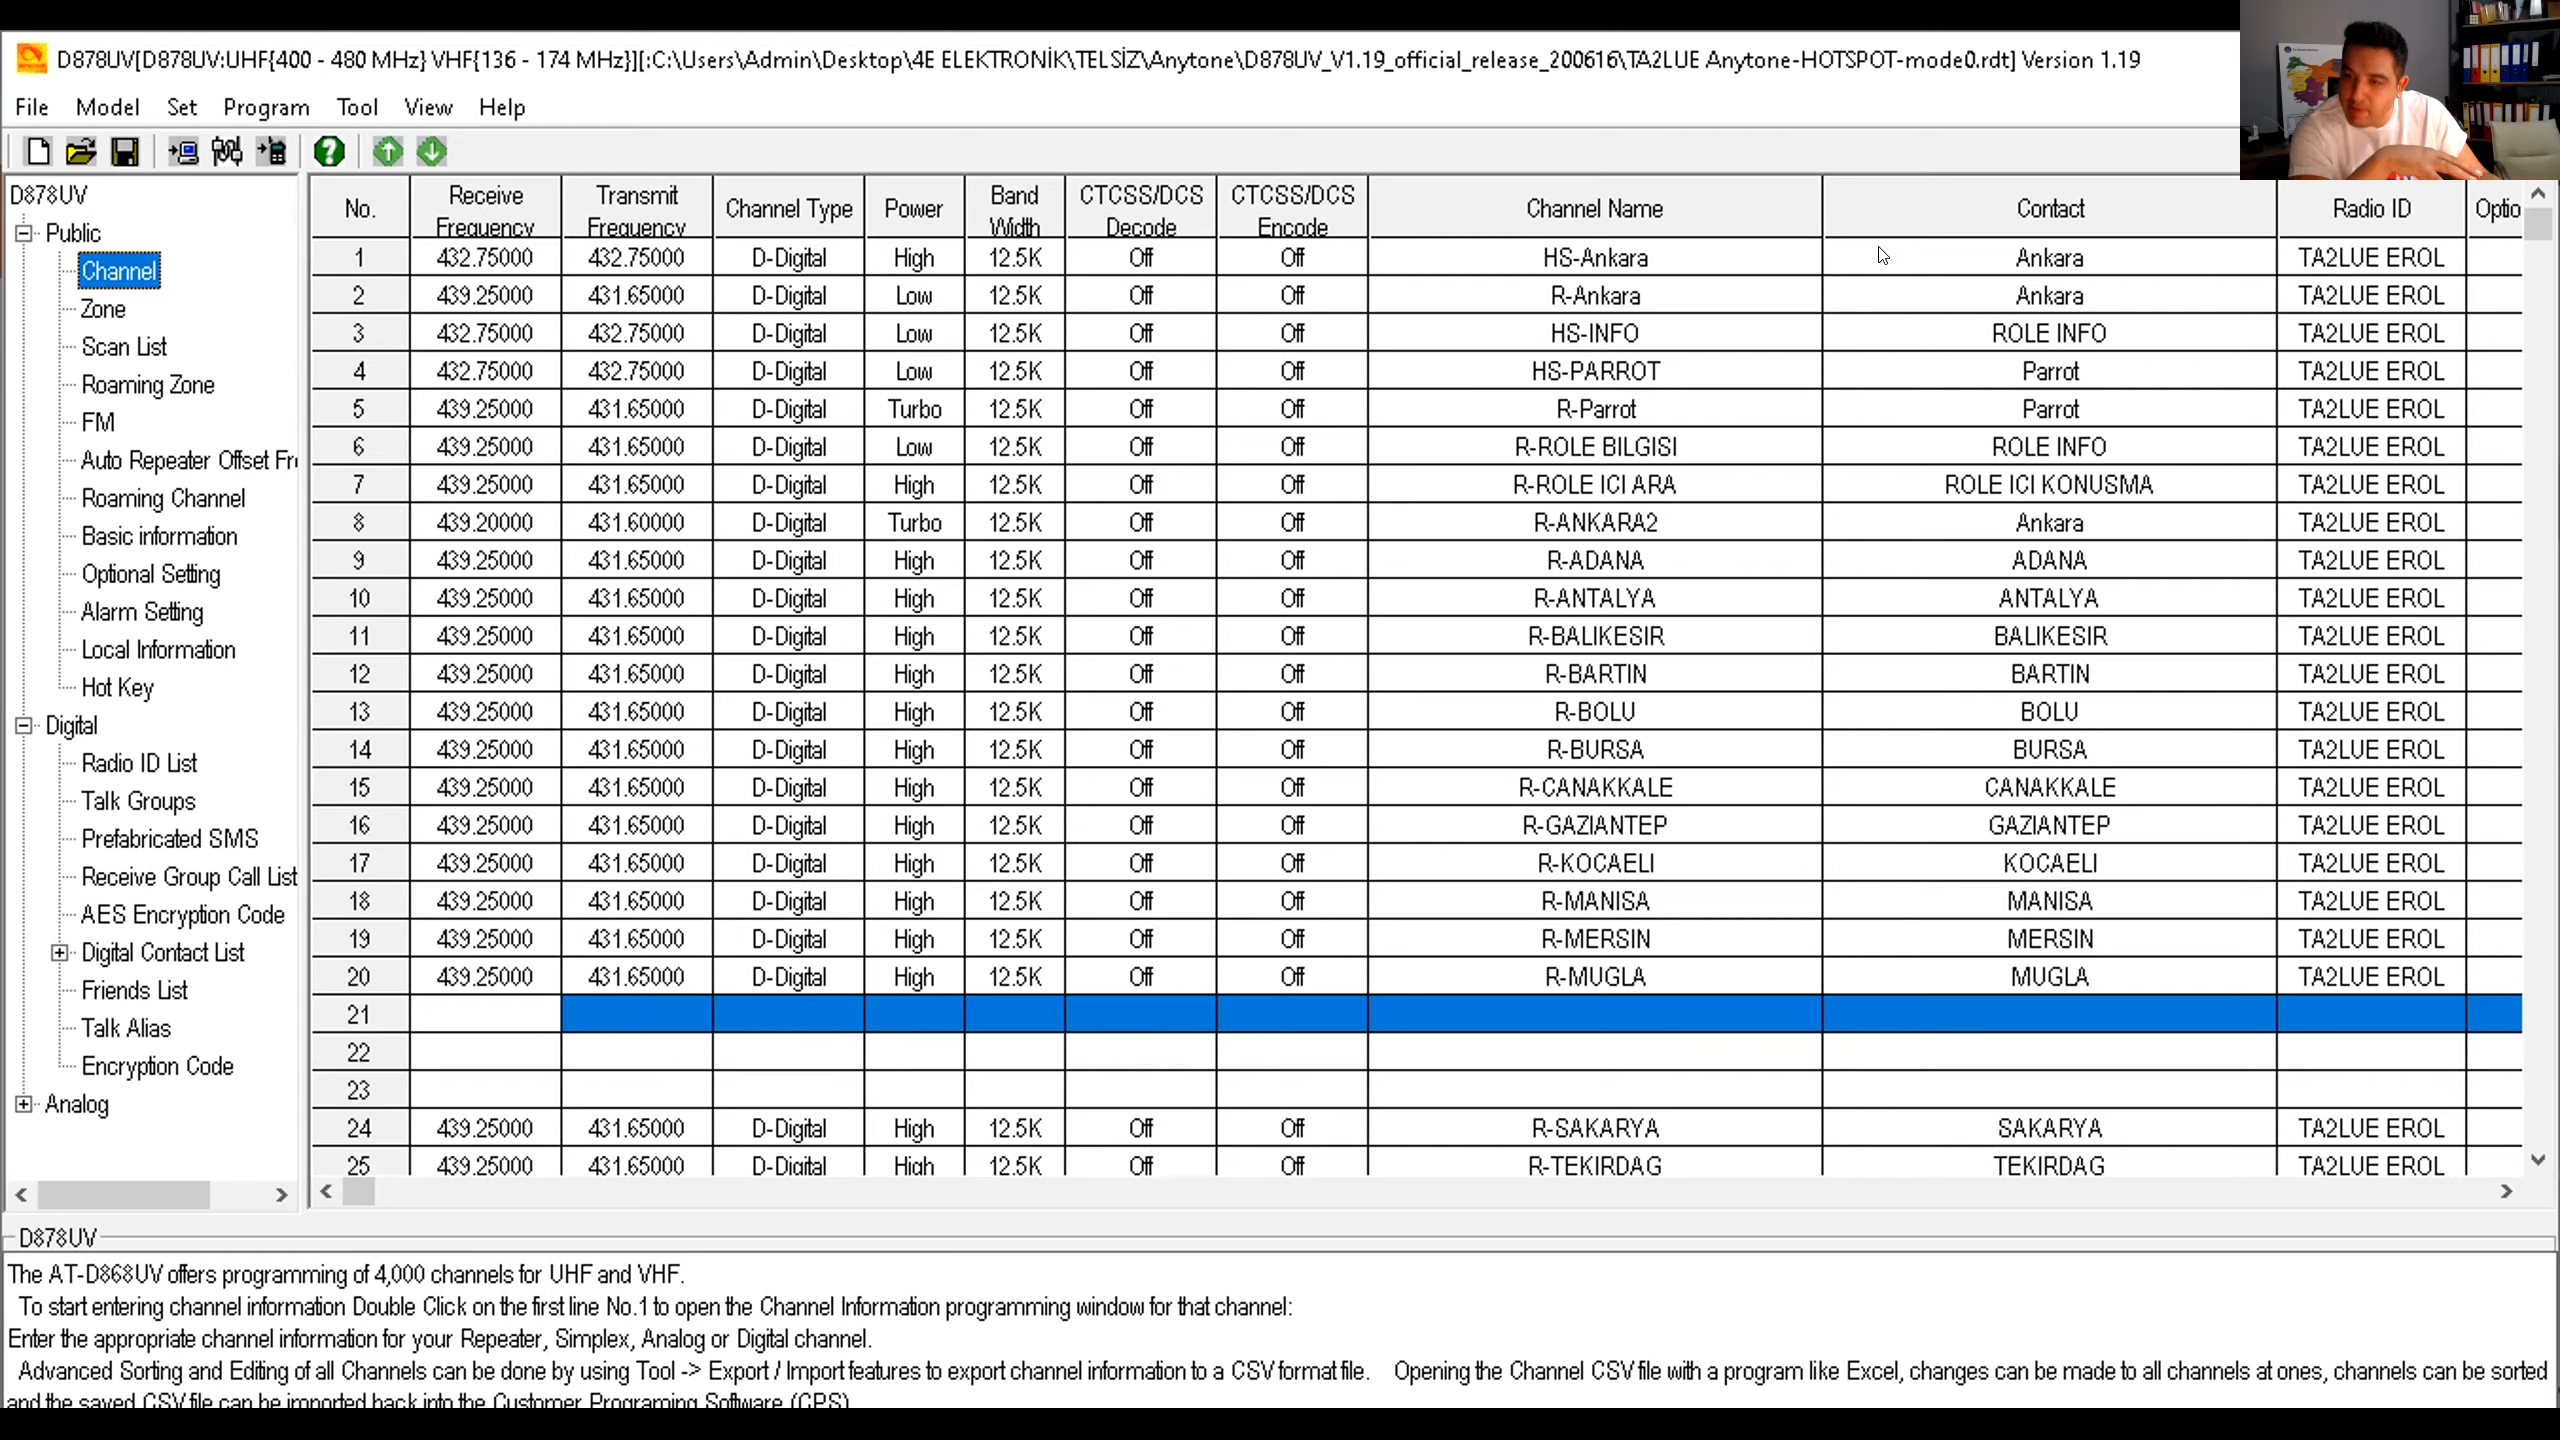 D878UV[D878UV:UHF{400 - 480 MHz} VHF{136 - 174 MHz}][:C:\Users\Admin\Desktop\4E ELEKTRONİK\TELSİZ\Anytone\D878UV_V1.19_official_release_200616\TA2LUE Anytone-HOTSPOT-mode0.rdt] Version 1.19
File Model Set Program Tool View Help
D878UV
Public
Channel
Zone
Scan List
Roaming Zone
FM
Auto Repeater Offset Fr
Roaming Channel
Basic information
Optional Setting
Alarm Setting
Local Information
Hot Key
Digital
Radio ID List
Talk Groups
Prefabricated SMS
Receive Group Call List
AES Encryption Code
Digital Contact List
Friends List
Talk Alias
Encryption Code
Analog
No. Receive Frequency Transmit Frequency Channel Type Power Band Width CTCSS/DCS Decode CTCSS/DCS Encode Channel Name Contact Radio ID Optio
1 432.75000 432.75000 D-Digital High 12.5K Off Off HS-Ankara Ankara TA2LUE EROL
2 439.25000 431.65000 D-Digital Low 12.5K Off Off R-Ankara Ankara TA2LUE EROL
3 432.75000 432.75000 D-Digital Low 12.5K Off Off HS-INFO ROLE INFO TA2LUE EROL
4 432.75000 432.75000 D-Digital Low 12.5K Off Off HS-PARROT Parrot TA2LUE EROL
5 439.25000 431.65000 D-Digital Turbo 12.5K Off Off R-Parrot Parrot TA2LUE EROL
6 439.25000 431.65000 D-Digital Low 12.5K Off Off R-ROLE BILGISI ROLE INFO TA2LUE EROL
7 439.25000 431.65000 D-Digital High 12.5K Off Off R-ROLE ICI ARA ROLE ICI KONUSMA TA2LUE EROL
8 439.20000 431.60000 D-Digital Turbo 12.5K Off Off R-ANKARA2 Ankara TA2LUE EROL
9 439.25000 431.65000 D-Digital High 12.5K Off Off R-ADANA ADANA TA2LUE EROL
10 439.25000 431.65000 D-Digital High 12.5K Off Off R-ANTALYA ANTALYA TA2LUE EROL
11 439.25000 431.65000 D-Digital High 12.5K Off Off R-BALIKESIR BALIKESIR TA2LUE EROL
12 439.25000 431.65000 D-Digital High 12.5K Off Off R-BARTIN BARTIN TA2LUE EROL
13 439.25000 431.65000 D-Digital High 12.5K Off Off R-BOLU BOLU TA2LUE EROL
14 439.25000 431.65000 D-Digital High 12.5K Off Off R-BURSA BURSA TA2LUE EROL
15 439.25000 431.65000 D-Digital High 12.5K Off Off R-CANAKKALE CANAKKALE TA2LUE EROL
16 439.25000 431.65000 D-Digital High 12.5K Off Off R-GAZIANTEP GAZIANTEP TA2LUE EROL
17 439.25000 431.65000 D-Digital High 12.5K Off Off R-KOCAELI KOCAELI TA2LUE EROL
18 439.25000 431.65000 D-Digital High 12.5K Off Off R-MANISA MANISA TA2LUE EROL
19 439.25000 431.65000 D-Digital High 12.5K Off Off R-MERSIN MERSIN TA2LUE EROL
20 439.25000 431.65000 D-Digital High 12.5K Off Off R-MUGLA MUGLA TA2LUE EROL
21
22
23
24 439.25000 431.65000 D-Digital High 12.5K Off Off R-SAKARYA SAKARYA TA2LUE EROL
25 439.25000 431.65000 D-Digital High 12.5K Off Off R-TEKIRDAG TEKIRDAG TA2LUE EROL
D878UV
The AT-D868UV offers programming of 4,000 channels for UHF and VHF.
To start entering channel information Double Click on the first line No.1 to open the Channel Information programming window for that channel:
Enter the appropriate channel information for your Repeater, Simplex, Analog or Digital channel.
Advanced Sorting and Editing of all Channels can be done by using Tool -> Export / Import features to export channel information to a CSV format file. Opening the Channel CSV file with a program like Excel, changes can be made to all channels at ones, channels can be sorted
and the saved CSV file can be imported back into the Customer Programing Software (CPS)